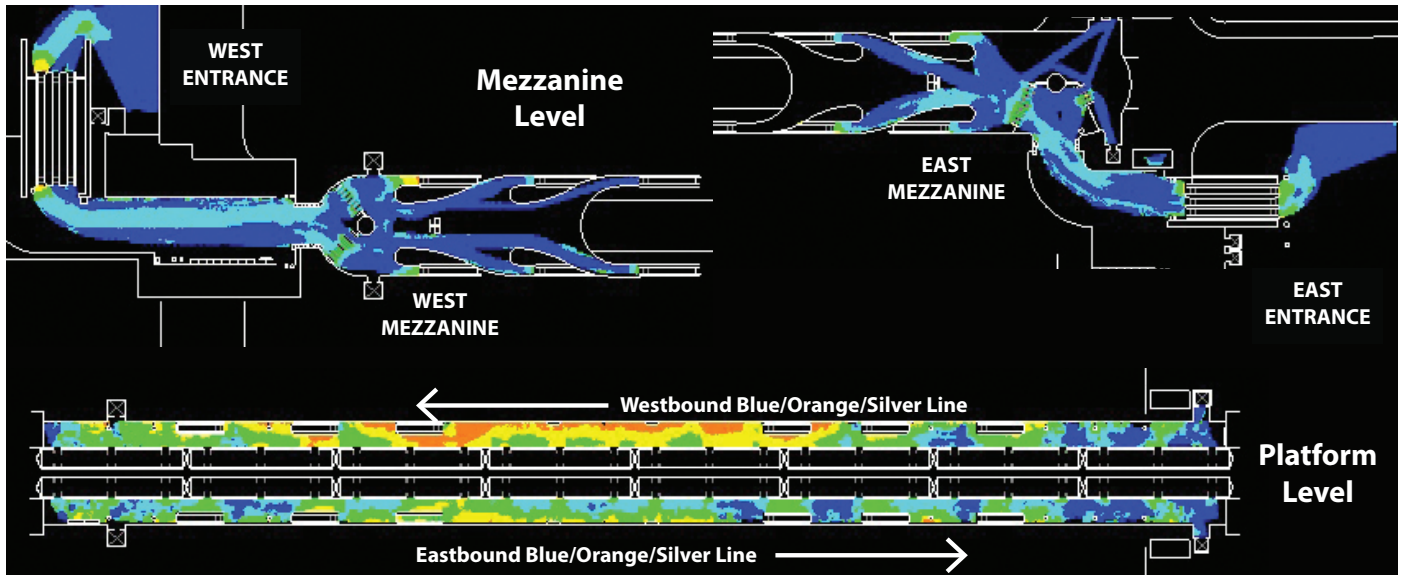 WEST
ENTRANCE
Mezzanine
Level
WEST
MEZZANINE
EAST
MEZZANINE
EAST
ENTRANCE
Westbound Blue/Orange/Silver Line
Platform
Level
Eastbound Blue/Orange/Silver Line